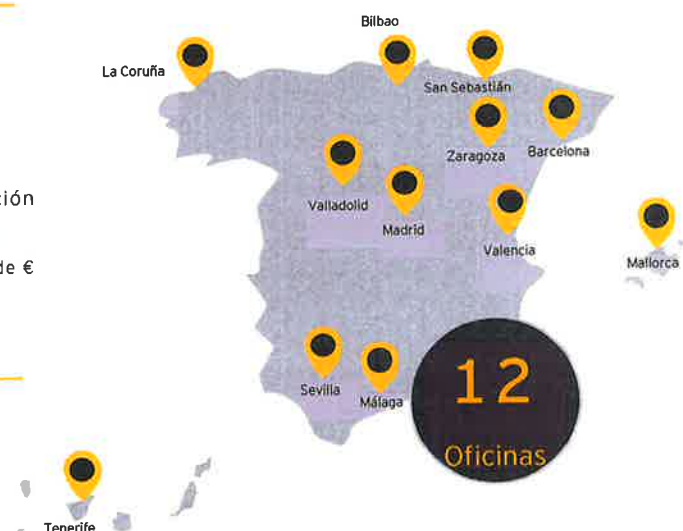 Bilbao
La Coruña
San Sebastián
Zaragoza
Barcelona
ción
Valladolid
Madrid
Valencia
de €
Mallorca
12
Oficinas
Sevilla
Málaga
Tenerife